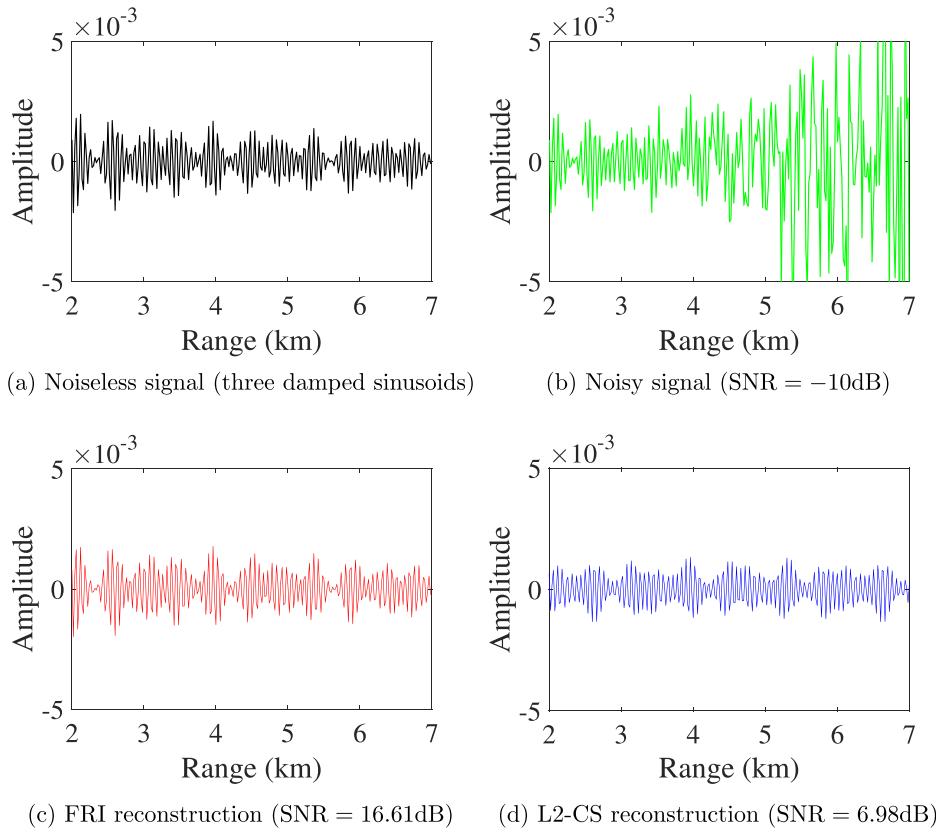 ×10-3
5
Amplitude
0
-5
2 3 4 5 6 7
Range (km)
(a) Noiseless signal (three damped sinusoids)
×10-3
5
Amplitude
0
-5
2 3 4 5 6 7
Range (km)
(b) Noisy signal (SNR = −10dB)
×10-3
5
Amplitude
0
-5
2 3 4 5 6 7
Range (km)
(c) FRI reconstruction (SNR = 16.61dB)
×10-3
5
Amplitude
0
-5
2 3 4 5 6 7
Range (km)
(d) L2-CS reconstruction (SNR = 6.98dB)